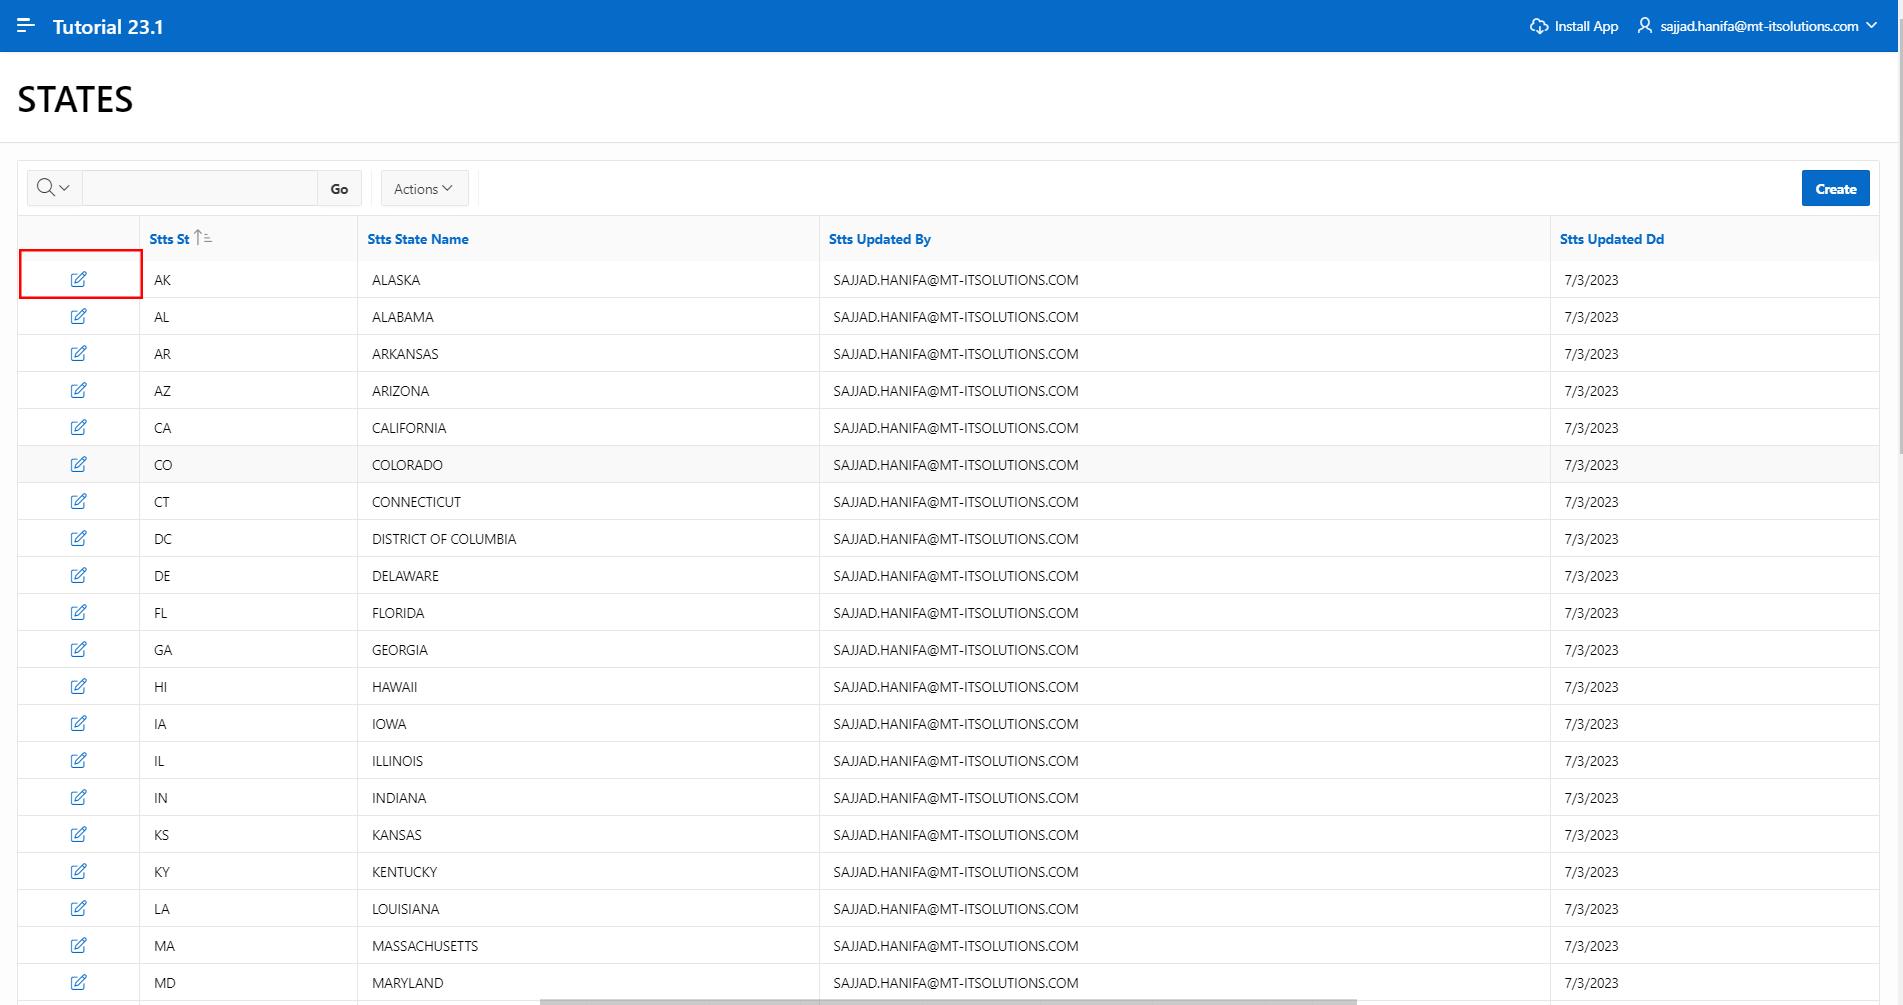 Tutorial 23.1 Install App sajjad.hanifa@mt-itsolutions.com
STATES
Go Actions Create
Stts St Stts State Name Stts Updated By Stts Updated Dd
AK ALASKA SAJJAD.HANIFA@MT-ITSOLUTIONS.COM 7/3/2023
AL ALABAMA SAJJAD.HANIFA@MT-ITSOLUTIONS.COM 7/3/2023
AR ARKANSAS SAJJAD.HANIFA@MT-ITSOLUTIONS.COM 7/3/2023
AZ ARIZONA SAJJAD.HANIFA@MT-ITSOLUTIONS.COM 7/3/2023
CA CALIFORNIA SAJJAD.HANIFA@MT-ITSOLUTIONS.COM 7/3/2023
CO COLORADO SAJJAD.HANIFA@MT-ITSOLUTIONS.COM 7/3/2023
CT CONNECTICUT SAJJAD.HANIFA@MT-ITSOLUTIONS.COM 7/3/2023
DC DISTRICT OF COLUMBIA SAJJAD.HANIFA@MT-ITSOLUTIONS.COM 7/3/2023
DE DELAWARE SAJJAD.HANIFA@MT-ITSOLUTIONS.COM 7/3/2023
FL FLORIDA SAJJAD.HANIFA@MT-ITSOLUTIONS.COM 7/3/2023
GA GEORGIA SAJJAD.HANIFA@MT-ITSOLUTIONS.COM 7/3/2023
HI HAWAII SAJJAD.HANIFA@MT-ITSOLUTIONS.COM 7/3/2023
IA IOWA SAJJAD.HANIFA@MT-ITSOLUTIONS.COM 7/3/2023
IL ILLINOIS SAJJAD.HANIFA@MT-ITSOLUTIONS.COM 7/3/2023
IN INDIANA SAJJAD.HANIFA@MT-ITSOLUTIONS.COM 7/3/2023
KS KANSAS SAJJAD.HANIFA@MT-ITSOLUTIONS.COM 7/3/2023
KY KENTUCKY SAJJAD.HANIFA@MT-ITSOLUTIONS.COM 7/3/2023
LA LOUISIANA SAJJAD.HANIFA@MT-ITSOLUTIONS.COM 7/3/2023
MA MASSACHUSETTS SAJJAD.HANIFA@MT-ITSOLUTIONS.COM 7/3/2023
MD MARYLAND SAJJAD.HANIFA@MT-ITSOLUTIONS.COM 7/3/2023